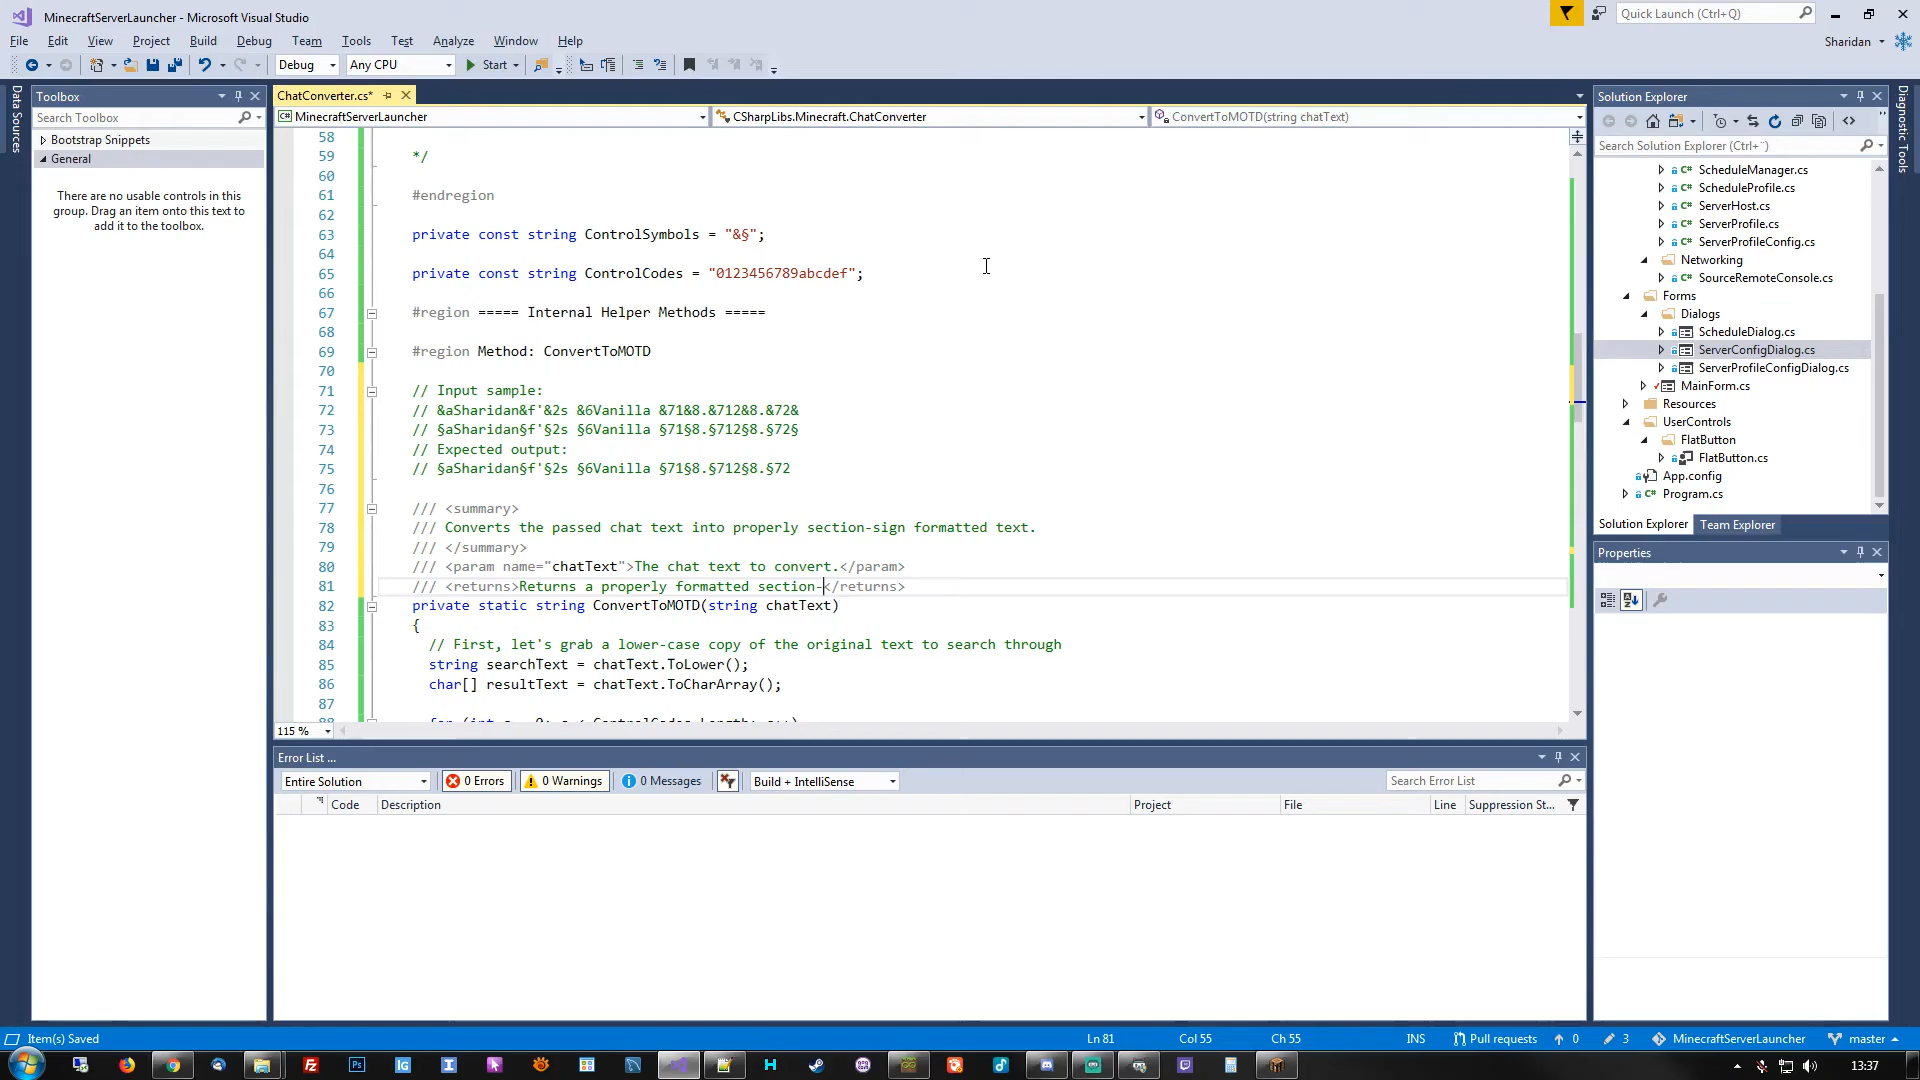 MinecraftServerLauncher - Microsoft Visual Studio
Quick Launch (Ctrl+Q)
File Edit View Project Build Debug Team Tools Test Analyze Window Help
Sharidan
Debug Any CPU Start
Data Sources
Toolbox
Search Toolbox
Bootstrap Snippets
General
There are no usable controls in this
group. Drag an item onto this text to
add it to the toolbox.
ChatConverter.cs*
MinecraftServerLauncher CSharpLibs.Minecraft.ChatConverter ConvertToMOTD(string chatText)
58
59 */
60
61 #endregion
62
63 private const string ControlSymbols = "&§";
64
65 private const string ControlCodes = "0123456789abcdef";
66
67 #region ===== Internal Helper Methods =====
68
69 #region Method: ConvertToMOTD
70
71 // Input sample:
72 // &aSharidan&f'&2s &6Vanilla &71&8.&712&8.&72&
73 // §aSharidan§f'§2s §6Vanilla §71§8.§712§8.§72§
74 // Expected output:
75 // §aSharidan§f'§2s §6Vanilla §71§8.§712§8.§72
76
77 /// <summary>
78 /// Converts the passed chat text into properly section-sign formatted text.
79 /// </summary>
80 /// <param name="chatText">The chat text to convert.</param>
81 /// <returns>Returns a properly formatted section-</returns>
82 private static string ConvertToMOTD(string chatText)
83 {
84 // First, let's grab a lower-case copy of the original text to search through
85 string searchText = chatText.ToLower();
86 char[] resultText = chatText.ToCharArray();
87
115 %
Solution Explorer
Search Solution Explorer (Ctrl+¨)
ScheduleManager.cs
ScheduleProfile.cs
ServerHost.cs
ServerProfile.cs
ServerProfileConfig.cs
Networking
SourceRemoteConsole.cs
Forms
Dialogs
ScheduleDialog.cs
ServerConfigDialog.cs
ServerProfileConfigDialog.cs
MainForm.cs
Resources
UserControls
FlatButton
FlatButton.cs
App.config
Program.cs
Solution Explorer Team Explorer
Diagnostic Tools
Properties
Error List ...
Entire Solution 0 Errors 0 Warnings 0 Messages Build + IntelliSense Search Error List
Code Description Project File Line Suppression St...
Item(s) Saved Ln 81 Col 55 Ch 55 INS Pull requests 0 3 MinecraftServerLauncher master
13:37